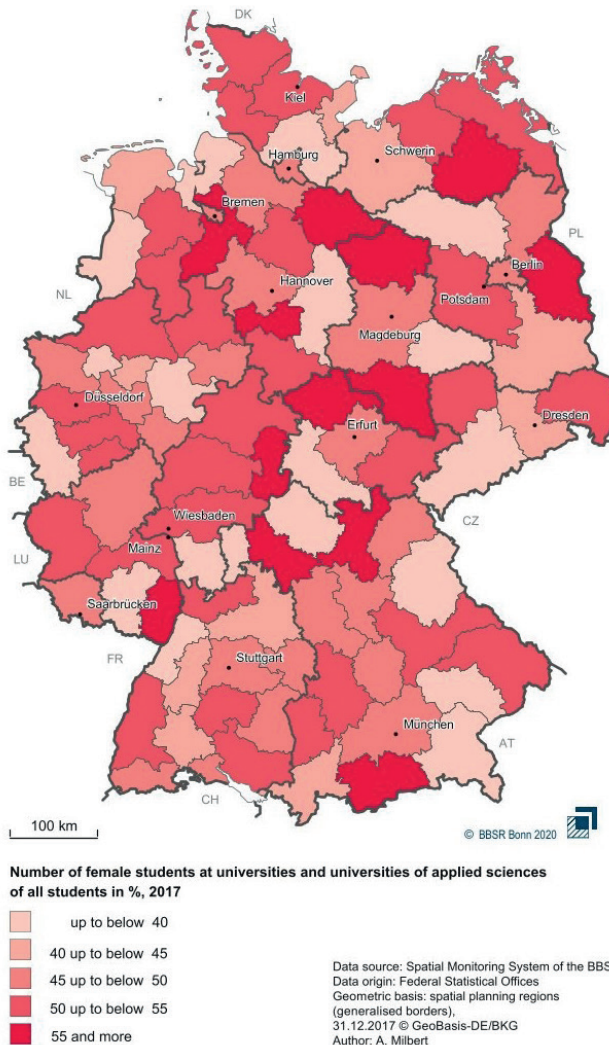 DK
Kiel
Hamburg
Schwerin
Bremen
PL
Berlin
NL
Hannover
Potsdam
Magdeburg
Düsseldorf
Erfurt
Dresden
BE
CZ
Wiesbaden
LU
Mainz
Saarbrücken
FR
Stuttgart
München
AT
CH
100 km
© BBSR Bonn 2020
Number of female students at universities and universities of applied sciences
of all students in %, 2017
up to below 40
40 up to below 45
45 up to below 50
50 up to below 55
55 and more
Data source: Spatial Monitoring System of the BBS
Data origin: Federal Statistical Offices
Geometric basis: spatial planning regions
(generalised borders),
31.12.2017 © GeoBasis-DE/BKG
Author: A. Milbert